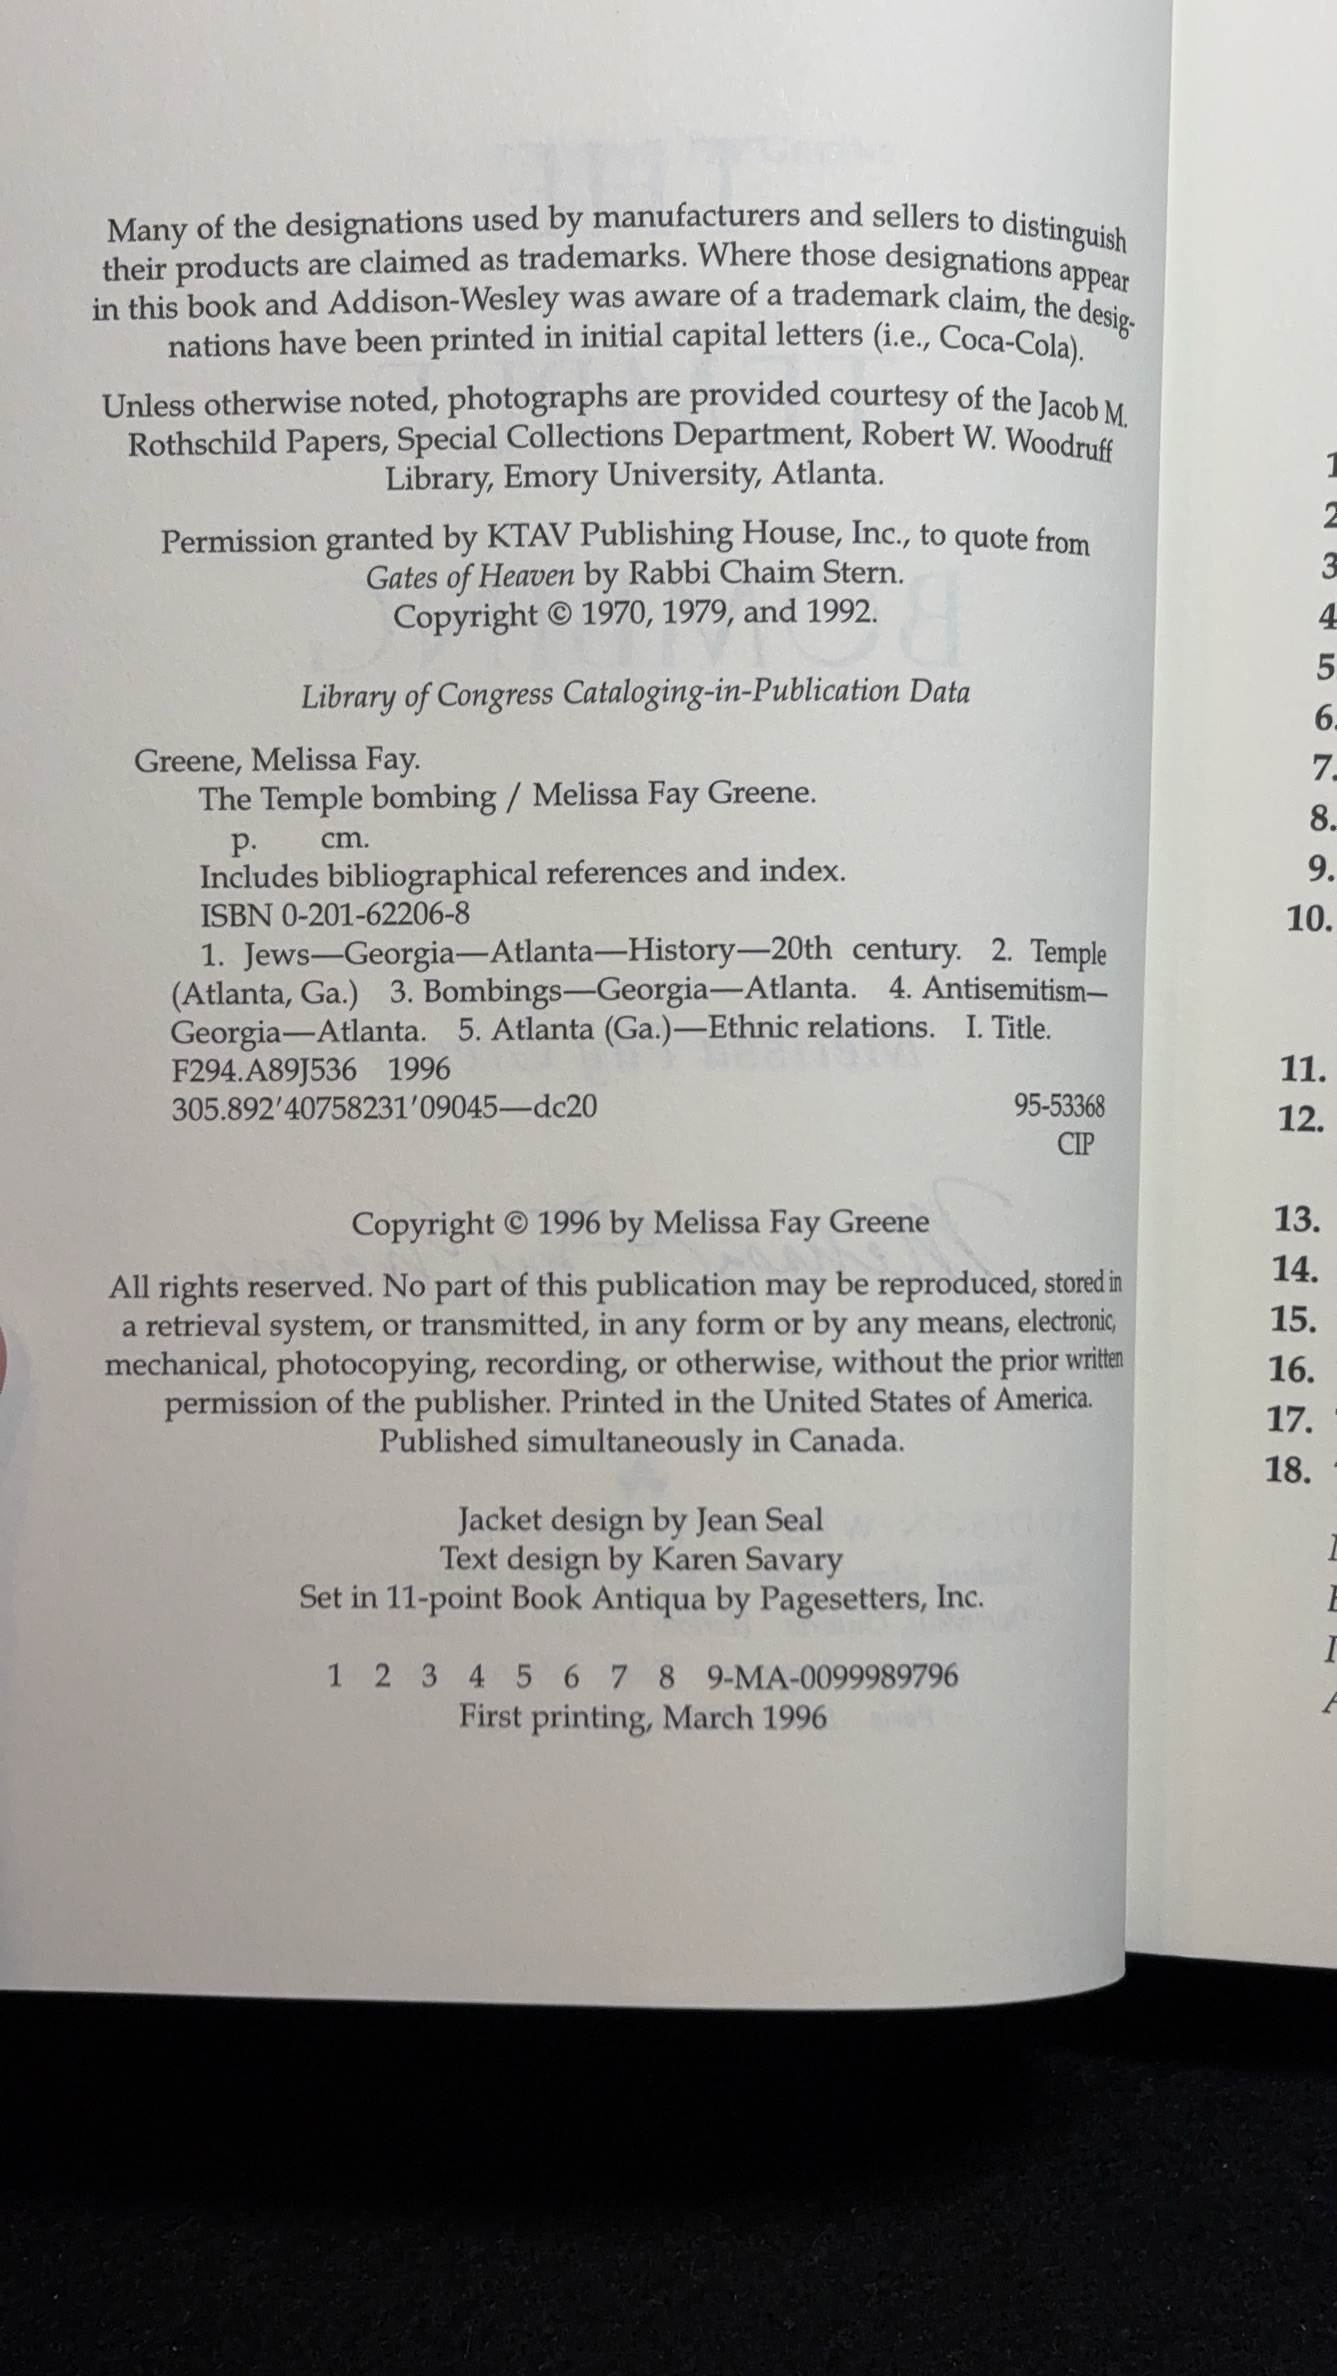 Many of the designations used by manufacturers and sellers to distinguish
their products are claimed as trademarks. Where those designations appear
in this book and Addison-Wesley was aware of a trademark claim, the desig-
nations have been printed in initial capital letters (i.e., Coca-Cola).
Unless otherwise noted, photographs are provided courtesy of the Jacob M.
Rothschild Papers, Special Collections Department, Robert W. Woodruff
Library, Emory University, Atlanta.
Permission granted by KTAV Publishing House, Inc., to quote from
Gates of Heaven by Rabbi Chaim Stern.
Copyright © 1970, 1979, and 1992.
Library of Congress Cataloging-in-Publication Data
Greene, Melissa Fay.
The Temple bombing / Melissa Fay Greene.
p. cm.
Includes bibliographical references and index.
ISBN 0-201-62206-8
1. Jews—Georgia—Atlanta—History—20th century. 2. Temple
(Atlanta, Ga.) 3. Bombings—Georgia—Atlanta. 4. Antisemitism—
Georgia—Atlanta. 5. Atlanta (Ga.)—Ethnic relations. I. Title.
F294.A89J536 1996
305.892'40758231'09045—dc20 95-53368
CIP
Copyright © 1996 by Melissa Fay Greene
All rights reserved. No part of this publication may be reproduced, stored in
a retrieval system, or transmitted, in any form or by any means, electronic,
mechanical, photocopying, recording, or otherwise, without the prior written
permission of the publisher. Printed in the United States of America.
Published simultaneously in Canada.
Jacket design by Jean Seal
Text design by Karen Savary
Set in 11-point Book Antiqua by Pagesetters, Inc.
1 2 3 4 5 6 7 8 9-MA-0099989796
First printing, March 1996
1
2
3
4
5
6.
7.
8.
9.
10.
11.
12.
13.
14.
15.
16.
17.
18.